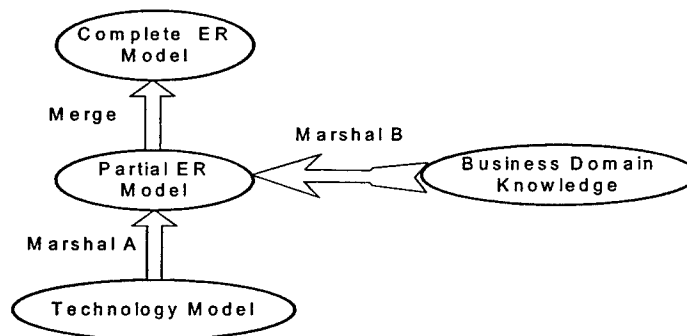 Complete ER
Model
Merge
Marshal B
Partial ER
Model
Business Domain
Knowledge
Marshal A
Technology Model